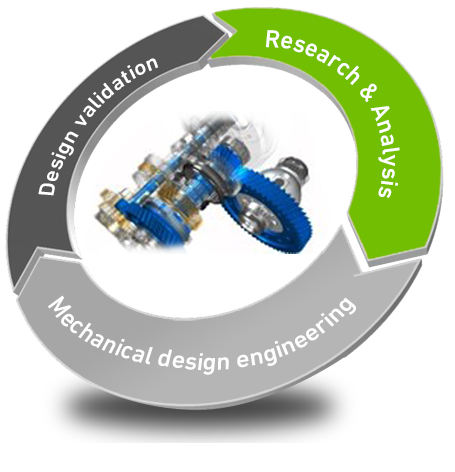 Research & Analysis
Mechanical design engineering
Design validation